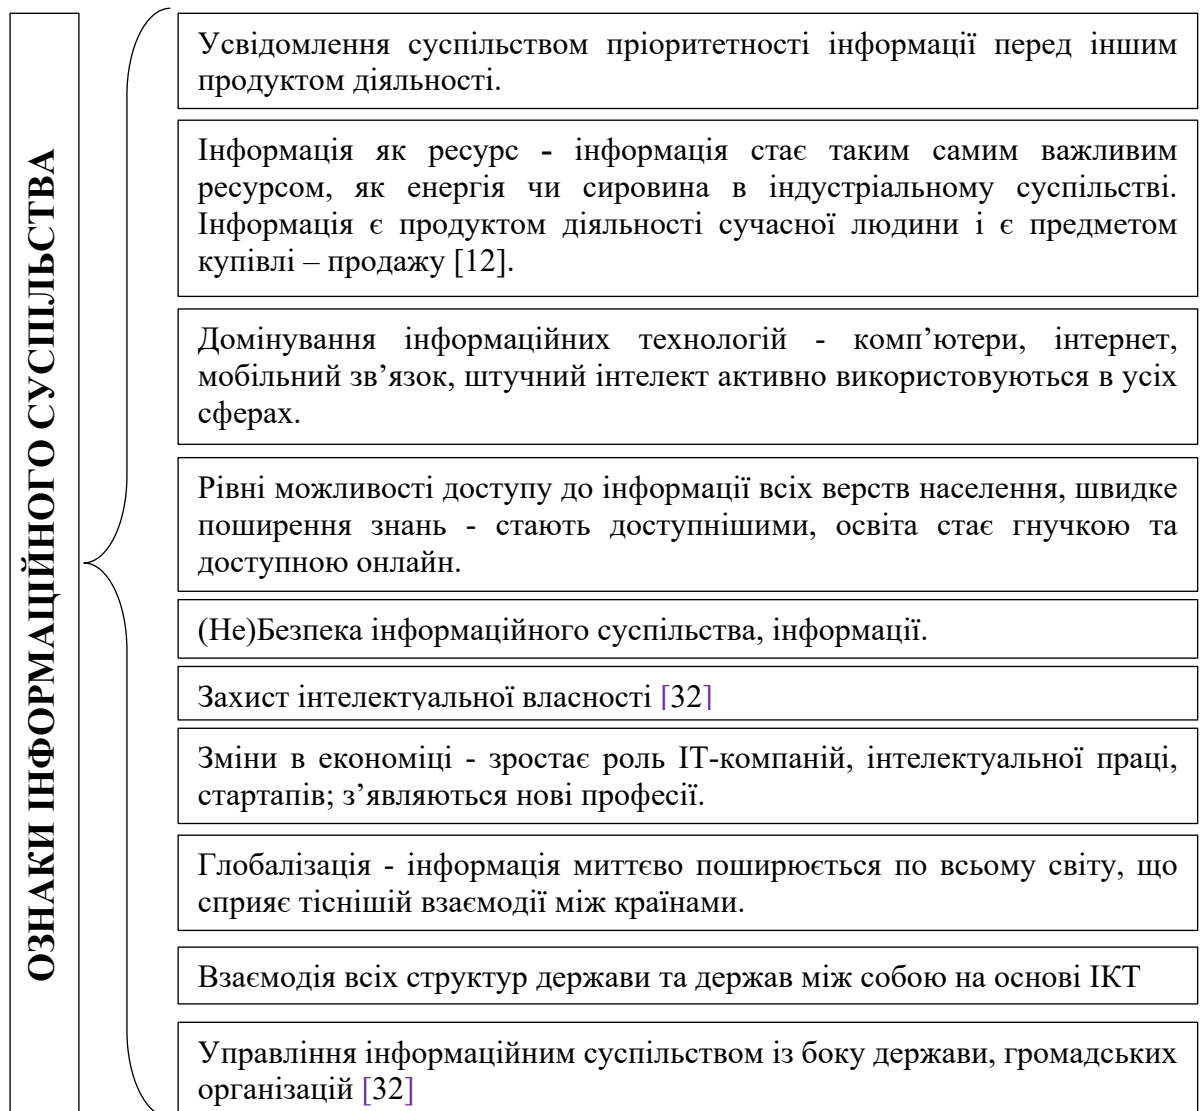 ОЗНАКИ ІНФОРМАЦІЙНОГО СУСПІЛЬСТВА
Усвідомлення суспільством пріоритетності інформації перед іншим
продуктом діяльності.
Інформація як ресурс - інформація стає таким самим важливим
ресурсом, як енергія чи сировина в індустріальному суспільстві.
Інформація є продуктом діяльності сучасної людини і є предметом
купівлі – продажу [12].
Домінування інформаційних технологій - комп’ютери, інтернет,
мобільний зв’язок, штучний інтелект активно використовуються в усіх
сферах.
Рівні можливості доступу до інформації всіх верств населення, швидке
поширення знань - стають доступнішими, освіта стає гнучкою та
доступною онлайн.
(Не)Безпека інформаційного суспільства, інформації.
Захист інтелектуальної власності [32]
Зміни в економіці - зростає роль ІТ-компаній, інтелектуальної праці,
стартапів; з’являються нові професії.
Глобалізація - інформація миттєво поширюється по всьому світу, що
сприяє тіснішій взаємодії між країнами.
Взаємодія всіх структур держави та держав між собою на основі ІКТ
Управління інформаційним суспільством із боку держави, громадських
організацій [32]